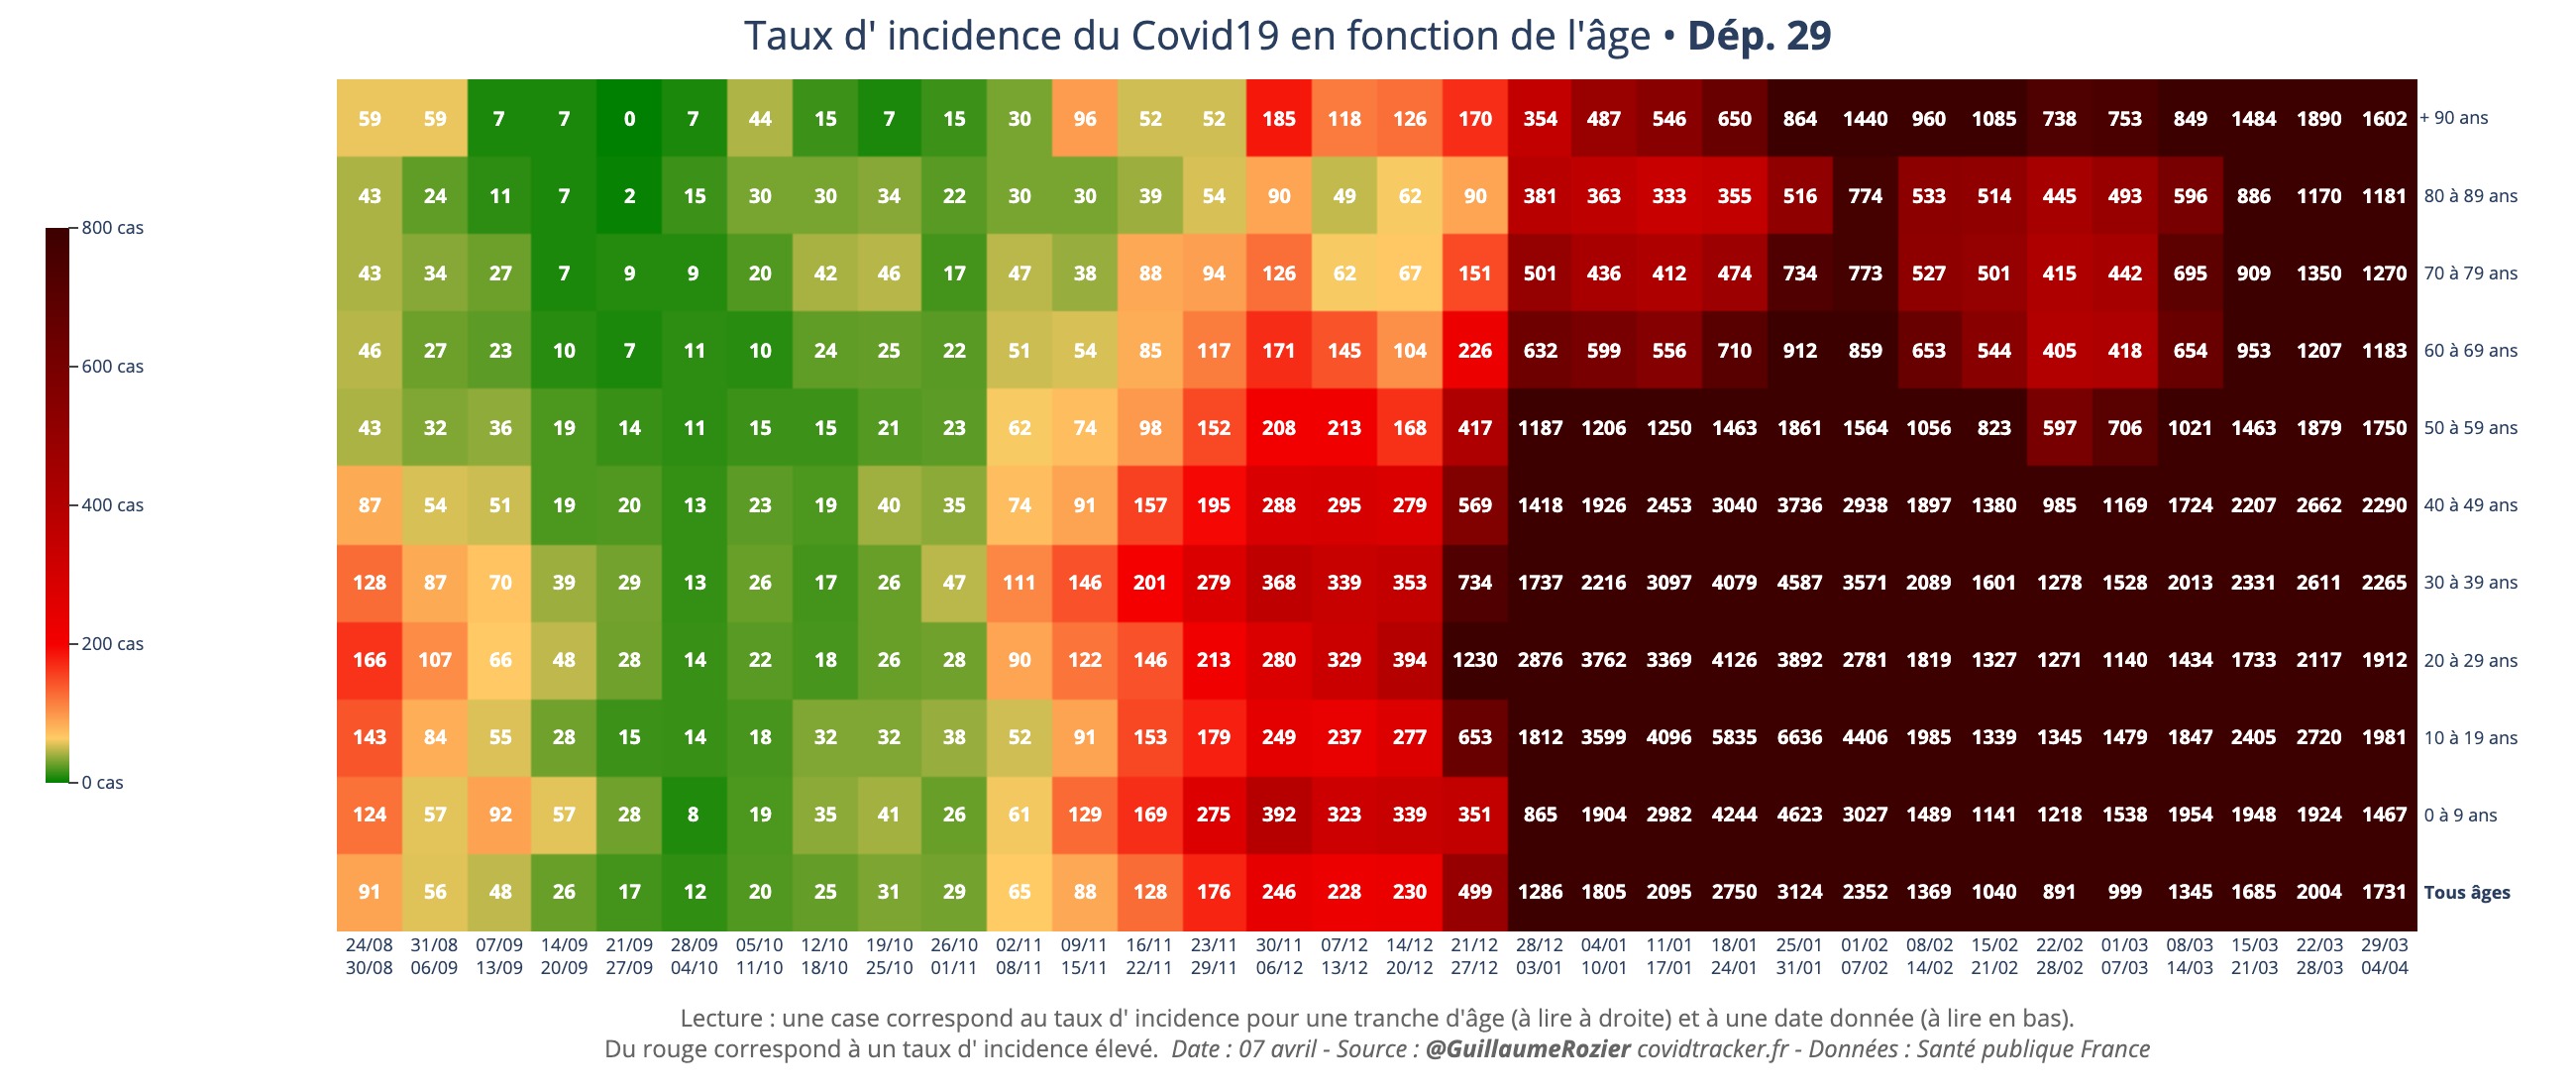 Taux d' incidence du Covid19 en fonction de l'âge • Dép. 29
59 59 7 7 0 7 44 15 7 15 30 96 52 52 185 118 126 170 354 487 546 650 864 1440 960 1085 738 753 849 1484 1890 1602 + 90 ans
43 24 11 7 2 15 30 30 34 22 30 30 39 54 90 49 62 90 381 363 333 355 516 774 533 514 445 493 596 886 1170 1181 80 à 89 ans
800 cas
43 34 27 7 9 9 20 42 46 17 47 38 88 94 126 62 67 151 501 436 412 474 734 773 527 501 415 442 695 909 1350 1270 70 à 79 ans
46 27 23 10 7 11 10 24 25 22 51 54 85 117 171 145 104 226 632 599 556 710 912 859 653 544 405 418 654 953 1207 1183 60 à 69 ans
600 cas
43 32 36 19 14 11 15 15 21 23 62 74 98 152 208 213 168 417 1187 1206 1250 1463 1861 1564 1056 823 597 706 1021 1463 1879 1750 50 à 59 ans
400 cas
87 54 51 19 20 13 23 19 40 35 74 91 157 195 288 295 279 569 1418 1926 2453 3040 3736 2938 1897 1380 985 1169 1724 2207 2662 2290 40 à 49 ans
128 87 70 39 29 13 26 17 26 47 111 146 201 279 368 339 353 734 1737 2216 3097 4079 4587 3571 2089 1601 1278 1528 2013 2331 2611 2265 30 à 39 ans
200 cas
166 107 66 48 28 14 22 18 26 28 90 122 146 213 280 329 394 1230 2876 3762 3369 4126 3892 2781 1819 1327 1271 1140 1434 1733 2117 1912 20 à 29 ans
143 84 55 28 15 14 18 32 32 38 52 91 153 179 249 237 277 653 1812 3599 4096 5835 6636 4406 1985 1339 1345 1479 1847 2405 2720 1981 10 à 19 ans
0 cas
124 57 92 57 28 8 19 35 41 26 61 129 169 275 392 323 339 351 865 1904 2982 4244 4623 3027 1489 1141 1218 1538 1954 1948 1924 1467 0 à 9 ans
91 56 48 26 17 12 20 25 31 29 65 88 128 176 246 228 230 499 1286 1805 2095 2750 3124 2352 1369 1040 891 999 1345 1685 2004 1731 Tous âges
24/08 31/08 07/09 14/09 21/09 28/09 05/10 12/10 19/10 26/10 02/11 09/11 16/11 23/11 30/11 07/12 14/12 21/12 28/12 04/01 11/01 18/01 25/01 01/02 08/02 15/02 22/02 01/03 08/03 15/03 22/03 29/03
30/08 06/09 13/09 20/09 27/09 04/10 11/10 18/10 25/10 01/11 08/11 15/11 22/11 29/11 06/12 13/12 20/12 27/12 03/01 10/01 17/01 24/01 31/01 07/02 14/02 21/02 28/02 07/03 14/03 21/03 28/03 04/04
Lecture : une case correspond au taux d' incidence pour une tranche d'âge (à lire à droite) et à une date donnée (à lire en bas).
Du rouge correspond à un taux d' incidence élevé. Date : 07 avril - Source : @GuillaumeRozier covidtracker.fr - Données : Santé publique France